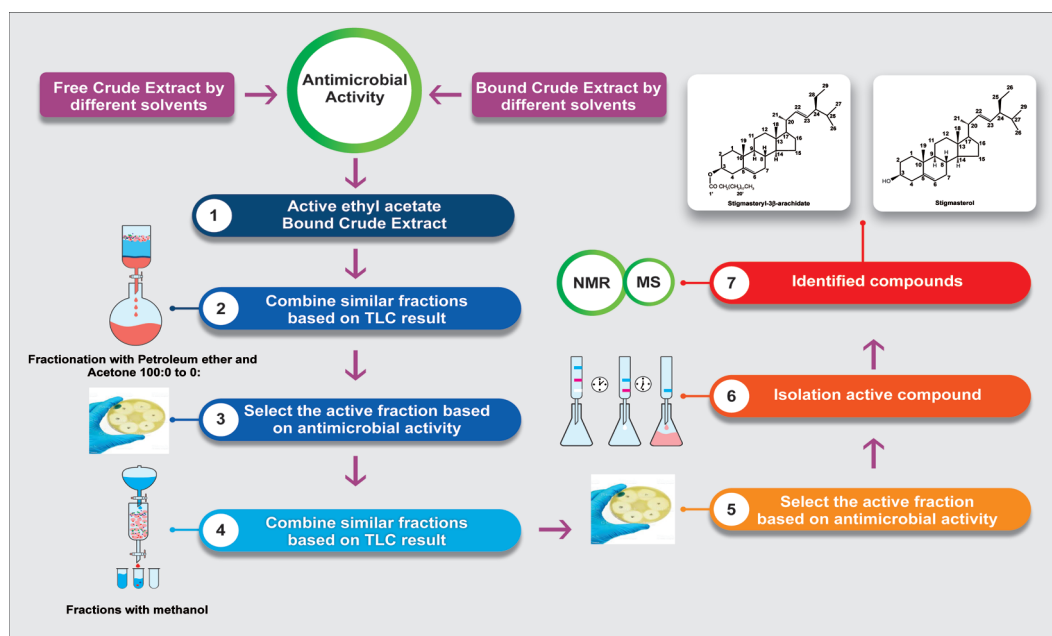 Free Crude Extract by
different solvents
Antimicrobial
Activity
Bound Crude Extract by
different solvents
1
Active ethyl acetate
Bound Crude Extract
2
Combine similar fractions
based on TLC result
Fractionation with Petroleum ether and
Acetone 100:0 to 0:
3
Select the active fraction based
on antimicrobial activity
4
Combine similar fractions
based on TLC result
Fractions with methanol
5
Select the active fraction
based on antimicrobial activity
6
Isolation active compound
7
Identified compounds
NMR
MS
Stigmasteryl-3β-arachidate
Stigmasterol
HO